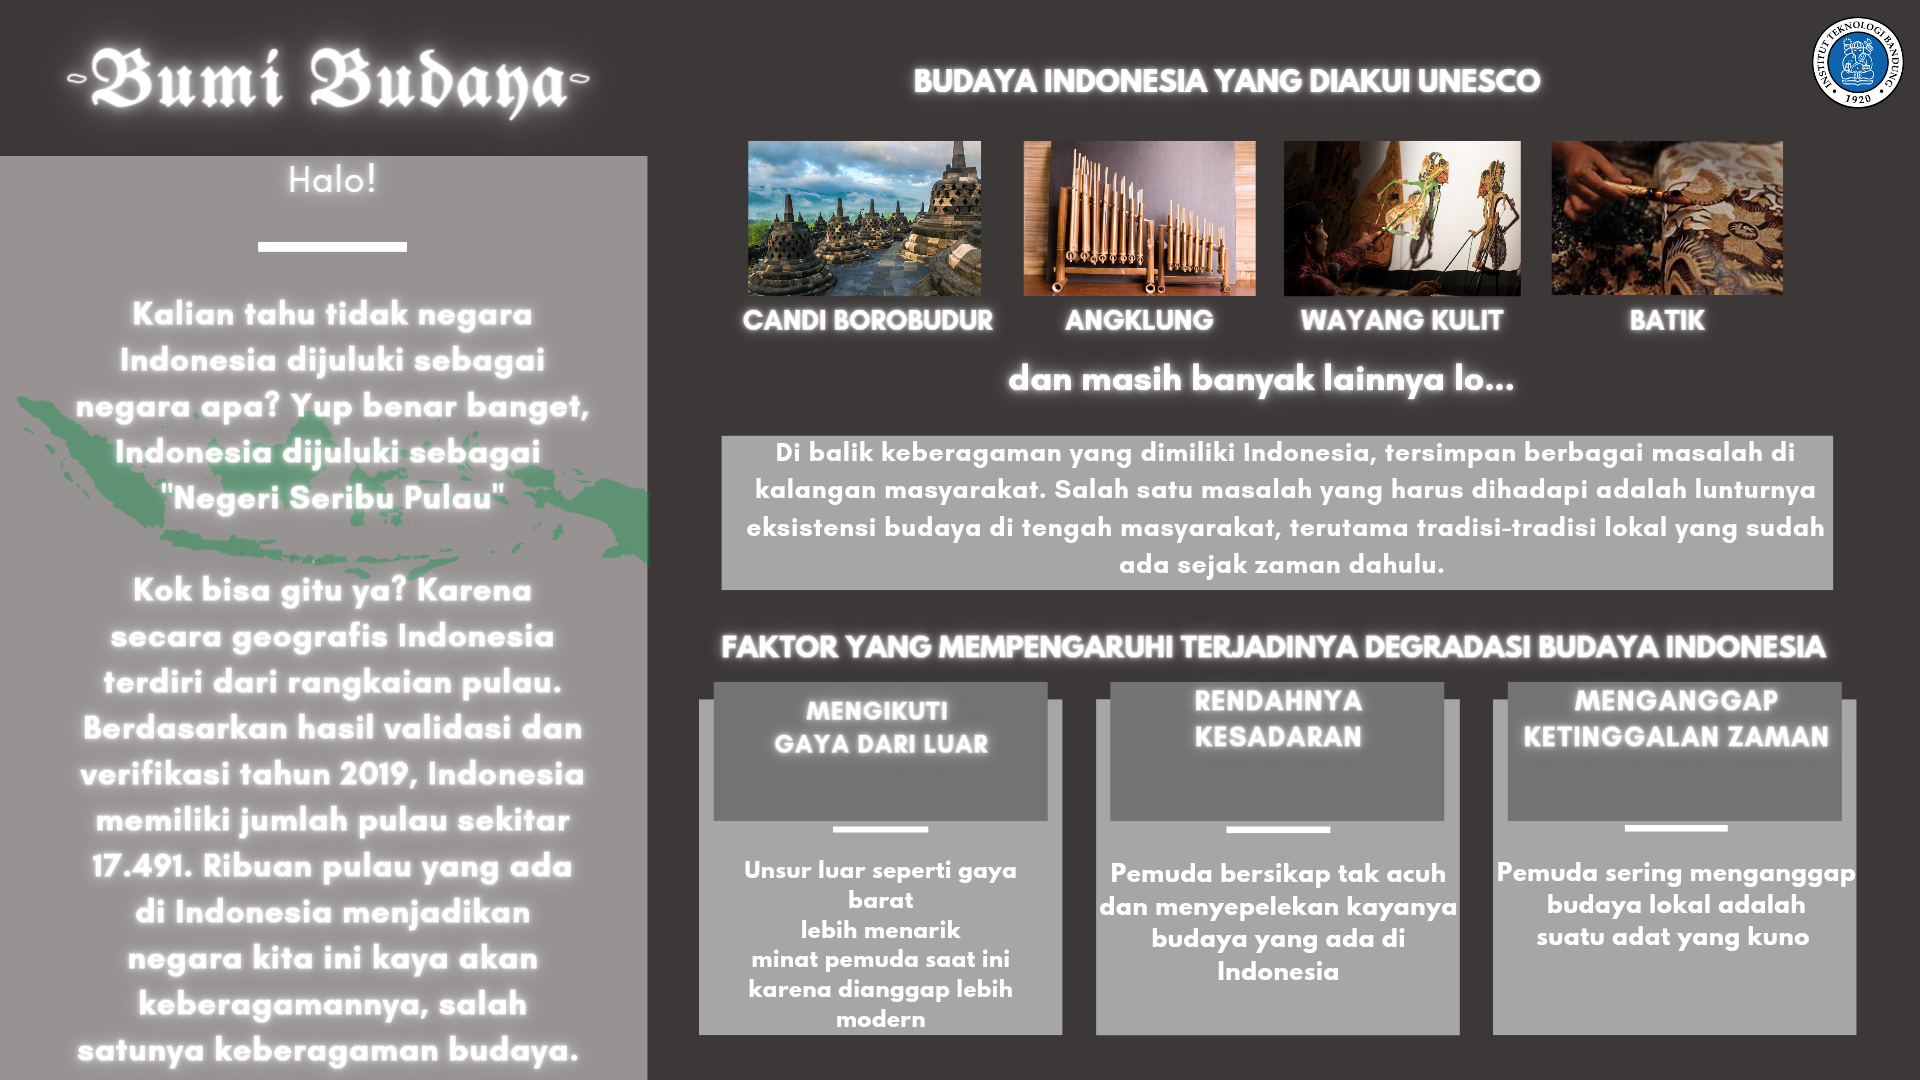 -Bumi Budaya-
Halo!
Kalian tahu tidak negara
Indonesia dijuluki sebagai
negara apa? Yup benar banget,
Indonesia dijuluki sebagai
"Negeri Seribu Pulau"
Kok bisa gitu ya? Karena
secara geografis Indonesia
terdiri dari rangkaian pulau.
Berdasarkan hasil validasi dan
verifikasi tahun 2019, Indonesia
memiliki jumlah pulau sekitar
17.491. Ribuan pulau yang ada
di Indonesia menjadikan
negara kita ini kaya akan
keberagamannya, salah
satunya keberagaman budaya.
BUDAYA INDONESIA YANG DIAKUI UNESCO
INSTITUT TEKNOLOGI BANDUNG
1920
CANDI BOROBUDUR
ANGKLUNG
WAYANG KULIT
BATIK
dan masih banyak lainnya lo...
Di balik keberagaman yang dimiliki Indonesia, tersimpan berbagai masalah di
kalangan masyarakat. Salah satu masalah yang harus dihadapi adalah lunturnya
eksistensi budaya di tengah masyarakat, terutama tradisi-tradisi lokal yang sudah
ada sejak zaman dahulu.
FAKTOR YANG MEMPENGARUHI TERJADINYA DEGRADASI BUDAYA INDONESIA
MENGIKUTI
GAYA DARI LUAR
Unsur luar seperti gaya
barat
lebih menarik
minat pemuda saat ini
karena dianggap lebih
modern
RENDAHNYA
KESADARAN
Pemuda bersikap tak acuh
dan menyepelekan kayanya
budaya yang ada di
Indonesia
MENGANGGAP
KETINGGALAN ZAMAN
Pemuda sering menganggap
budaya lokal adalah
suatu adat yang kuno